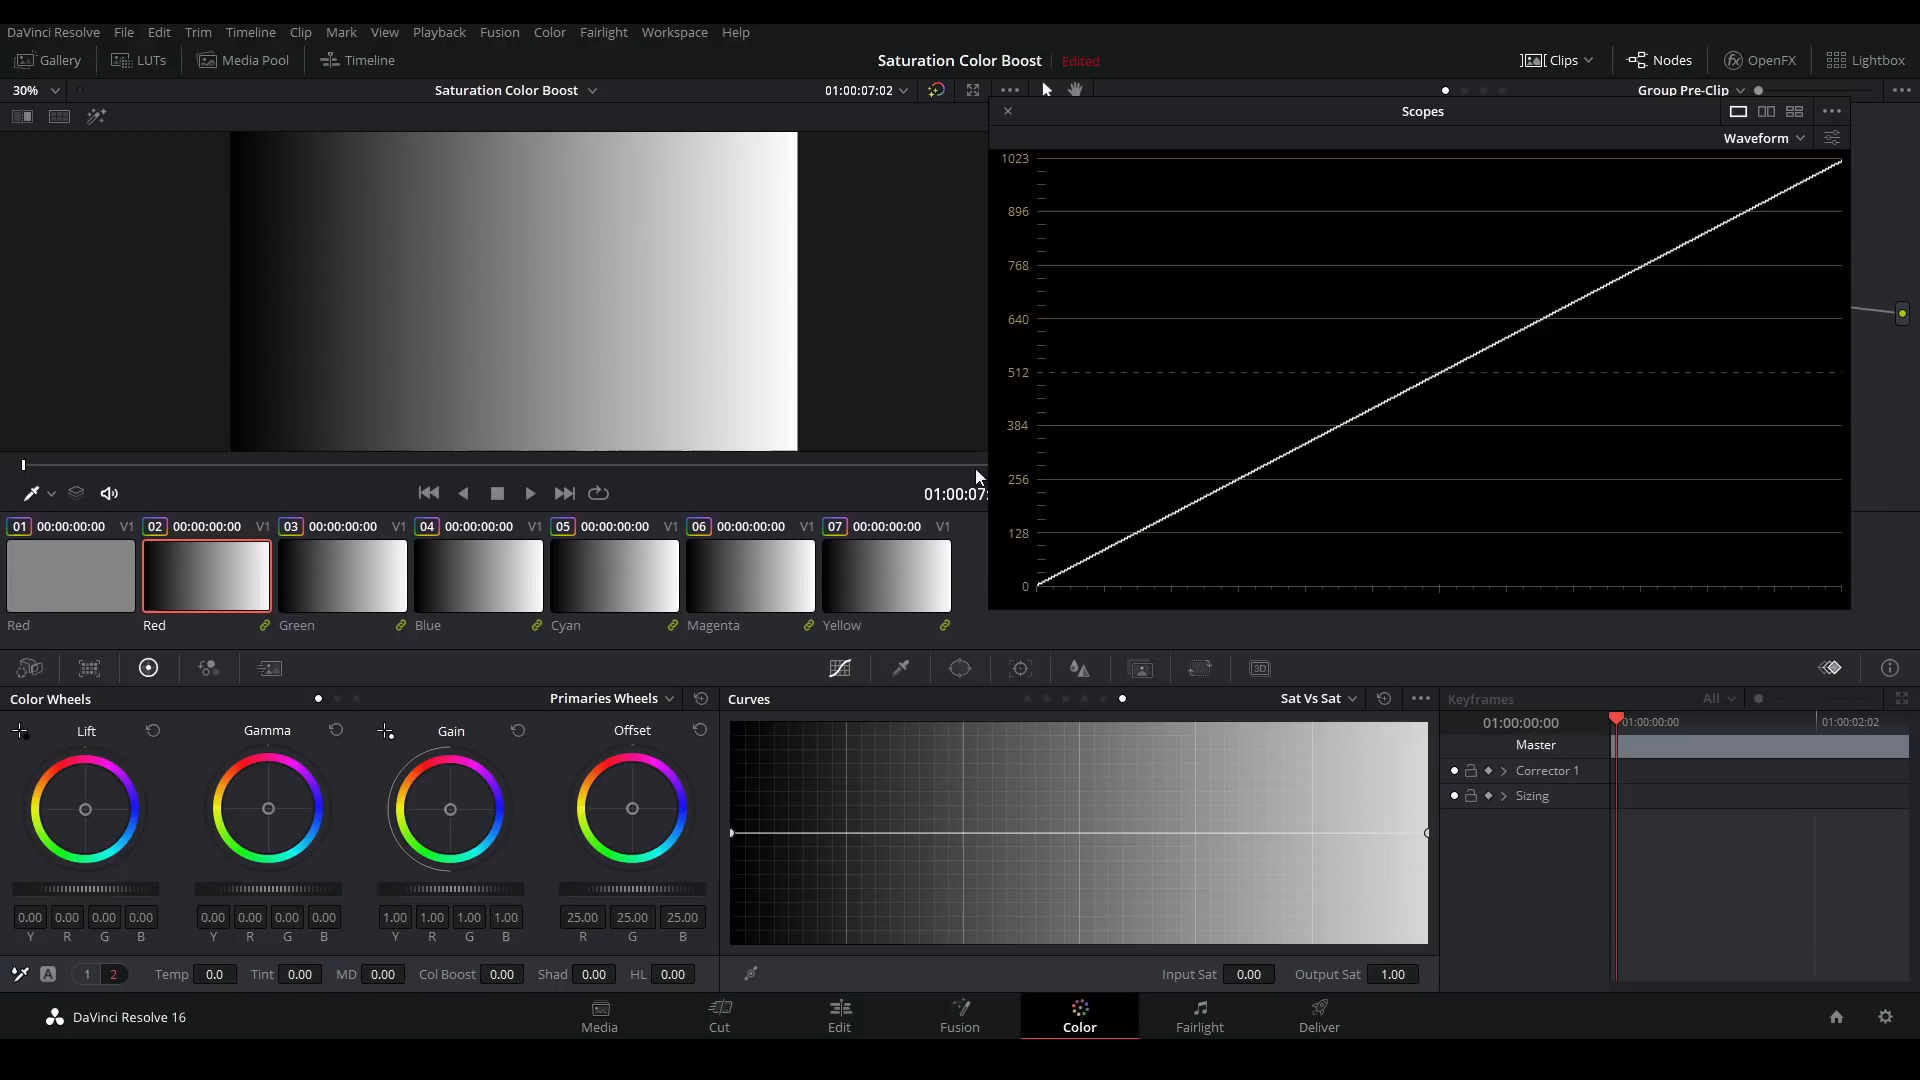 DaVinci Resolve File Edit Trim Timeline Clip Mark View Playback Fusion Color Fairlight Workspace Help
Gallery LUTs Media Pool Timeline Saturation Color Boost Edited Clips Nodes OpenFX Lightbox
30% Saturation Color Boost 01:00:07:02 Group Pre-Clip
Scopes
Waveform
1023
896
768
640
512
384
256
128
0
01:00:07:
01 00:00:00:00 V1 02 00:00:00:00 V1 03 00:00:00:00 V1 04 00:00:00:00 V1 05 00:00:00:00 V1 06 00:00:00:00 V1 07 00:00:00:00 V1
Red Red Green Blue Cyan Magenta Yellow
3D
Color Wheels Primaries Wheels Curves Sat Vs Sat Keyframes All
01:00:00:00 01:00:00:00 01:00:02:02
Lift Gamma Gain Offset
Master
Corrector 1
Sizing
0.00 0.00 0.00 0.00 0.00 0.00 0.00 0.00 1.00 1.00 1.00 1.00 25.00 25.00 25.00
Y R G B Y R G B Y R G B R G B
A 1 2 Temp 0.0 Tint 0.00 MD 0.00 Col Boost 0.00 Shad 0.00 HL 0.00 Input Sat 0.00 Output Sat 1.00
DaVinci Resolve 16 Media Cut Edit Fusion Color Fairlight Deliver